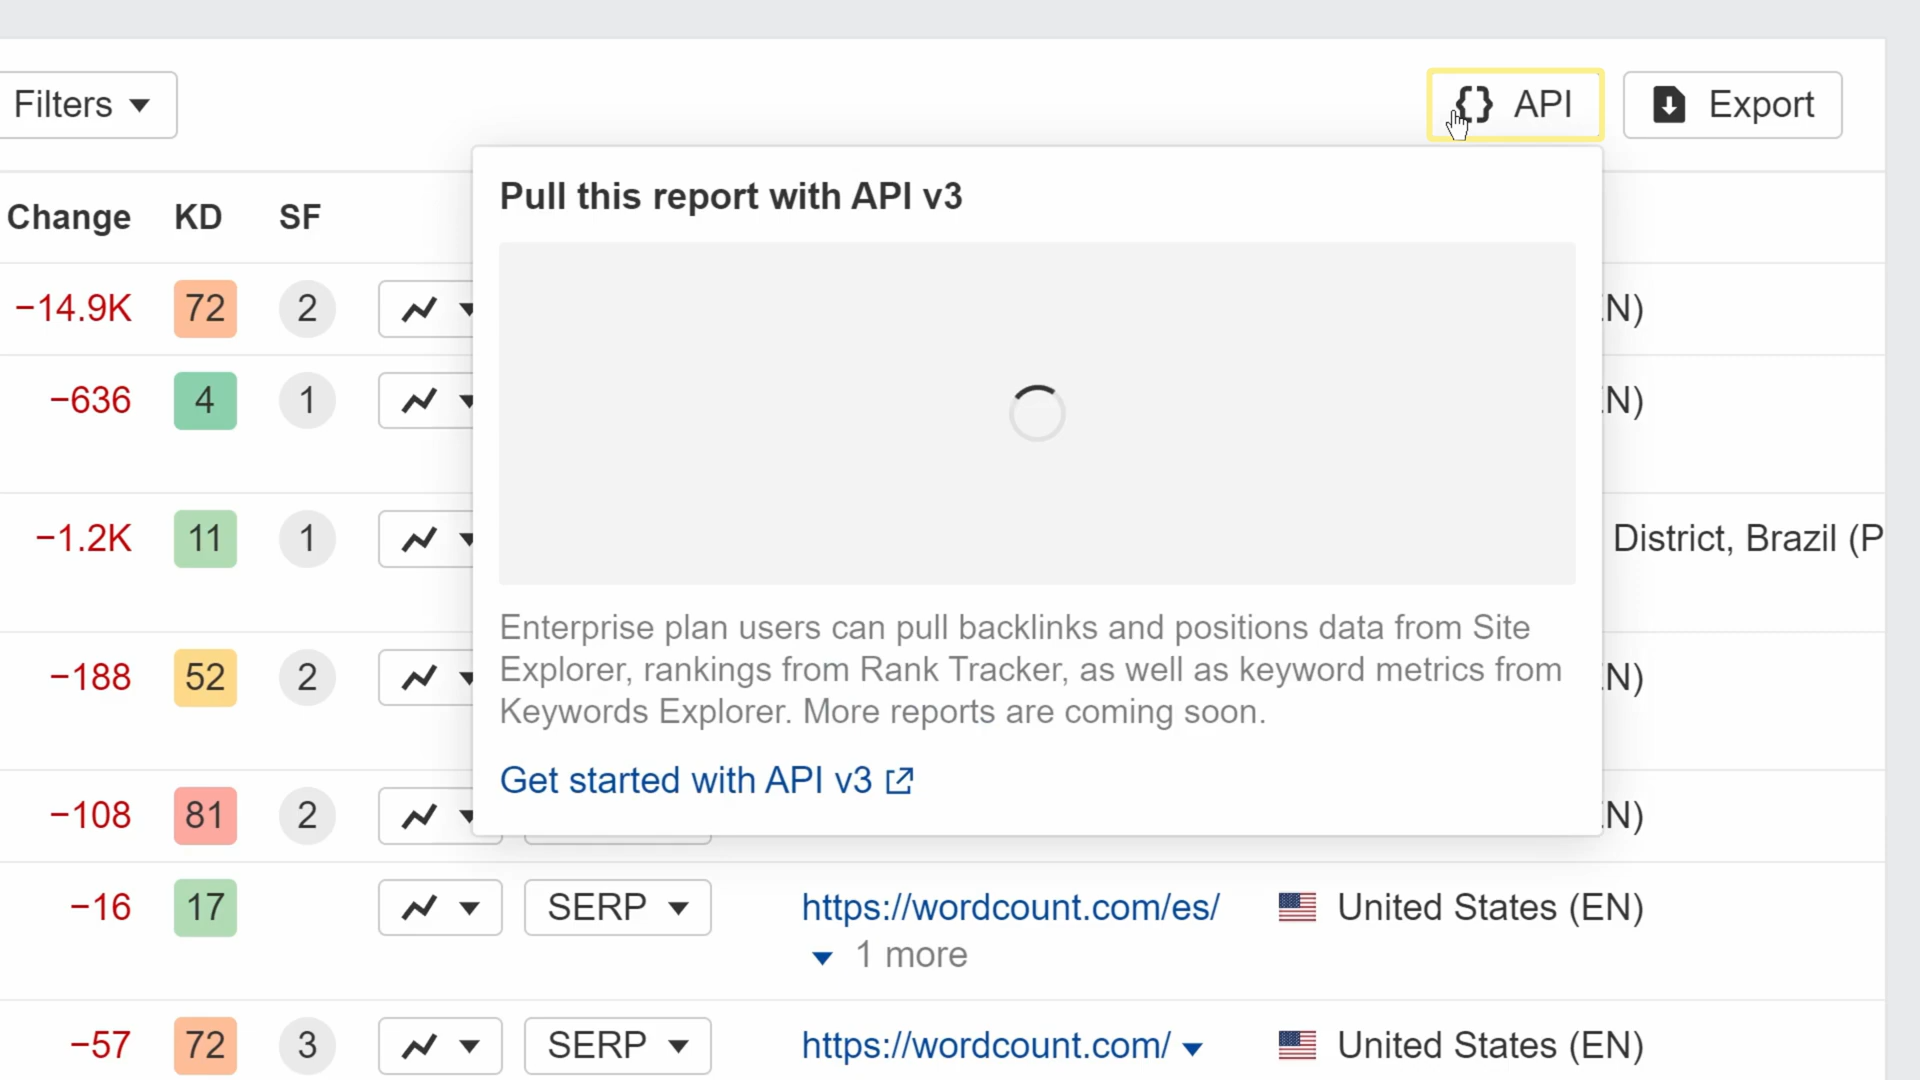 Filters
API
Export
Pull this report with API v3
Change KD SF
−14.9K 72 2
−636 4 1
−1.2K 11 1 District, Brazil (P
−188 52 2
−108 81 2
Enterprise plan users can pull backlinks and positions data from Site
Explorer, rankings from Rank Tracker, as well as keyword metrics from
Keywords Explorer. More reports are coming soon.
Get started with API v3
−16 17 SERP https://wordcount.com/es/ United States (EN)
1 more
−57 72 3 SERP https://wordcount.com/ United States (EN)